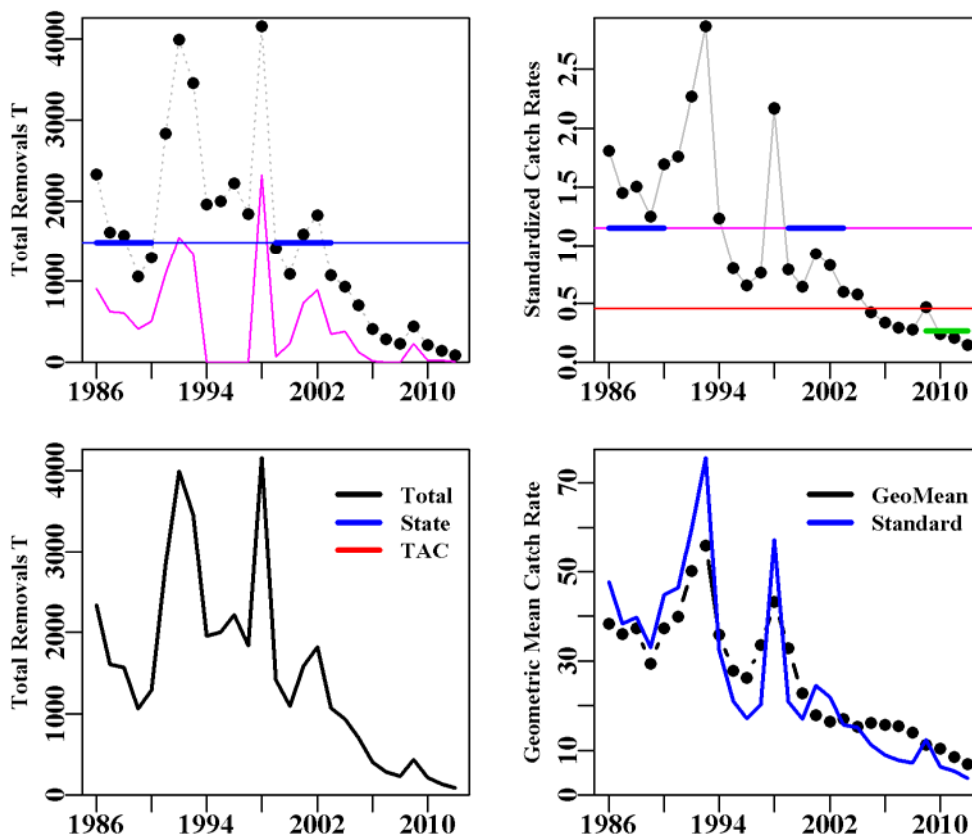 Total Removals T
0 1000 2000 3000 4000
1986 1994 2002 2010
Standardized Catch Rates
0.0 0.5 1.0 1.5 2.0 2.5
1986 1994 2002 2010
Total Removals T
0 1000 2000 3000 4000
Total
State
TAC
1986 1994 2002 2010
Geometric Mean Catch Rate
0 10 30 50 70
GeoMean
Standard
1986 1994 2002 2010